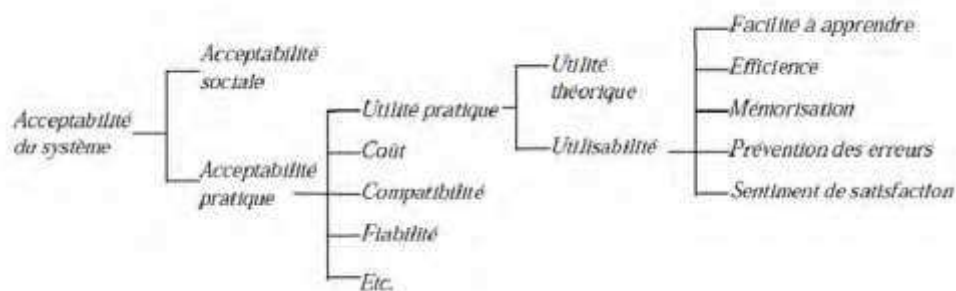 Acceptabilité
du système
Acceptabilité
sociale
Acceptabilité
pratique
Utilité pratique
Coût
Compatibilité
Fiabilité
Etc.
Utilité
théorique
Utilisabilité
Facilité à apprendre
Efficience
Mémorisation
Prévention des erreurs
Sentiment de satisfaction